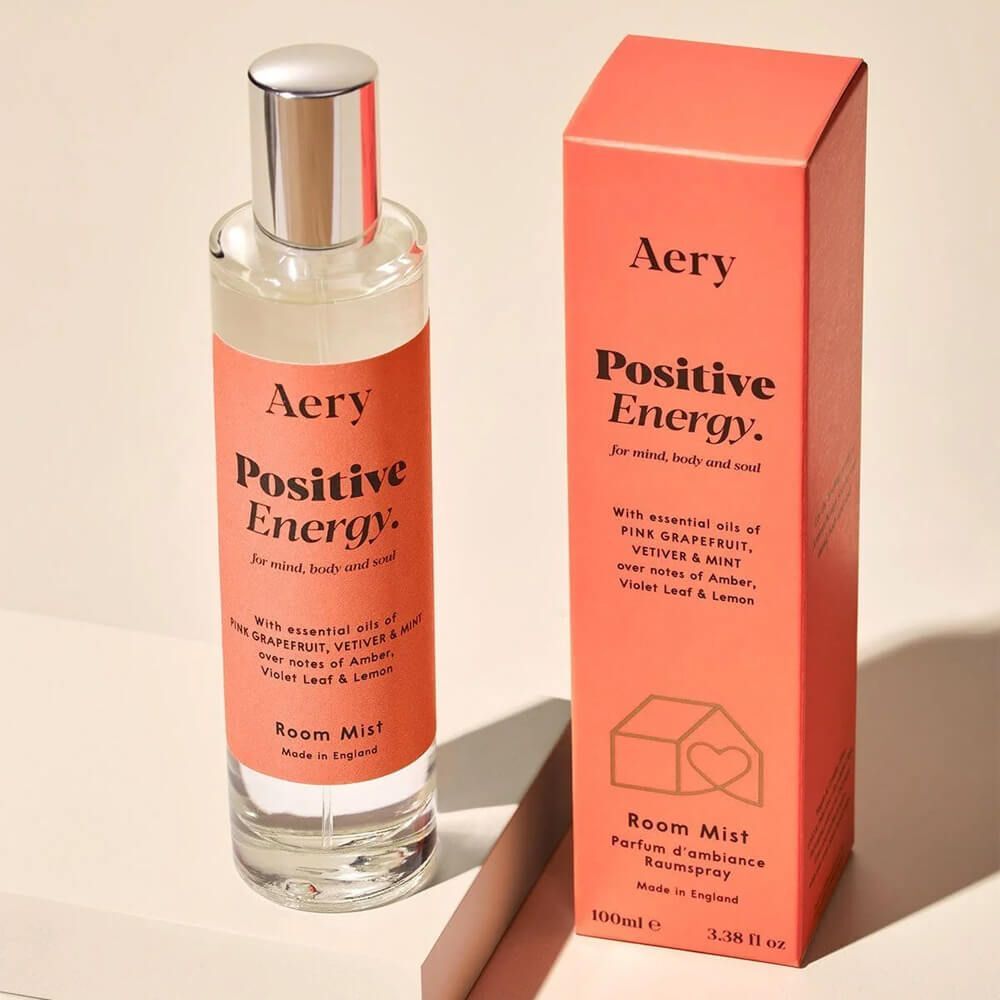 Aery
Positive
Energy.
for mind, body and soul
With essential oils of
PINK GRAPEFRUIT, VETIVER & MINT
over notes of Amber,
Violet Leaf & Lemon
Room Mist
Made in England
Aery
Positive
Energy.
for mind, body and soul
With essential oils of
PINK GRAPEFRUIT,
VETIVER & MINT
over notes of Amber,
Violet Leaf & Lemon
Room Mist
Parfum d'ambiance
Raumspray
Made in England
100ml ℮
3.38 fl oz